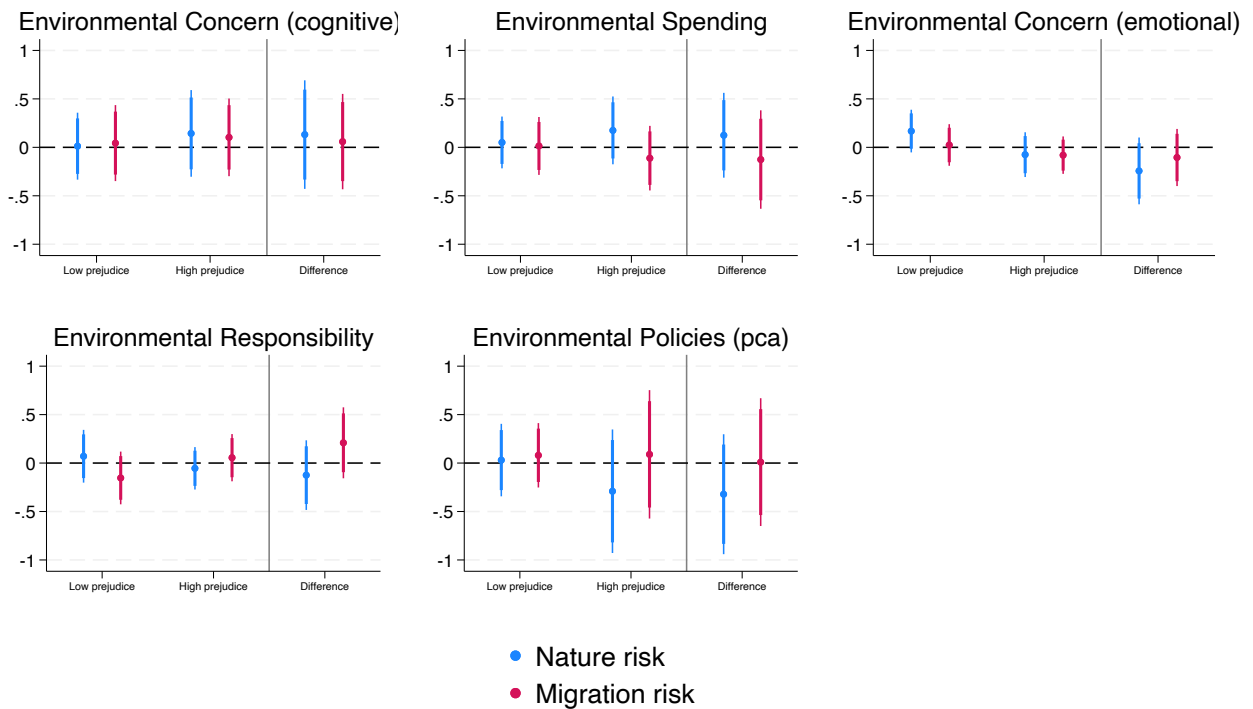 Environmental Concern (cognitive)
1
.5
0
-.5
-1
Low prejudice
High prejudice
Difference
Environmental Spending
1
.5
0
-.5
-1
Low prejudice
High prejudice
Difference
Environmental Concern (emotional)
1
.5
0
-.5
-1
Low prejudice
High prejudice
Difference
Environmental Responsibility
1
.5
0
-.5
-1
Low prejudice
High prejudice
Difference
Environmental Policies (pca)
1
.5
0
-.5
-1
Low prejudice
High prejudice
Difference
Nature risk
Migration risk